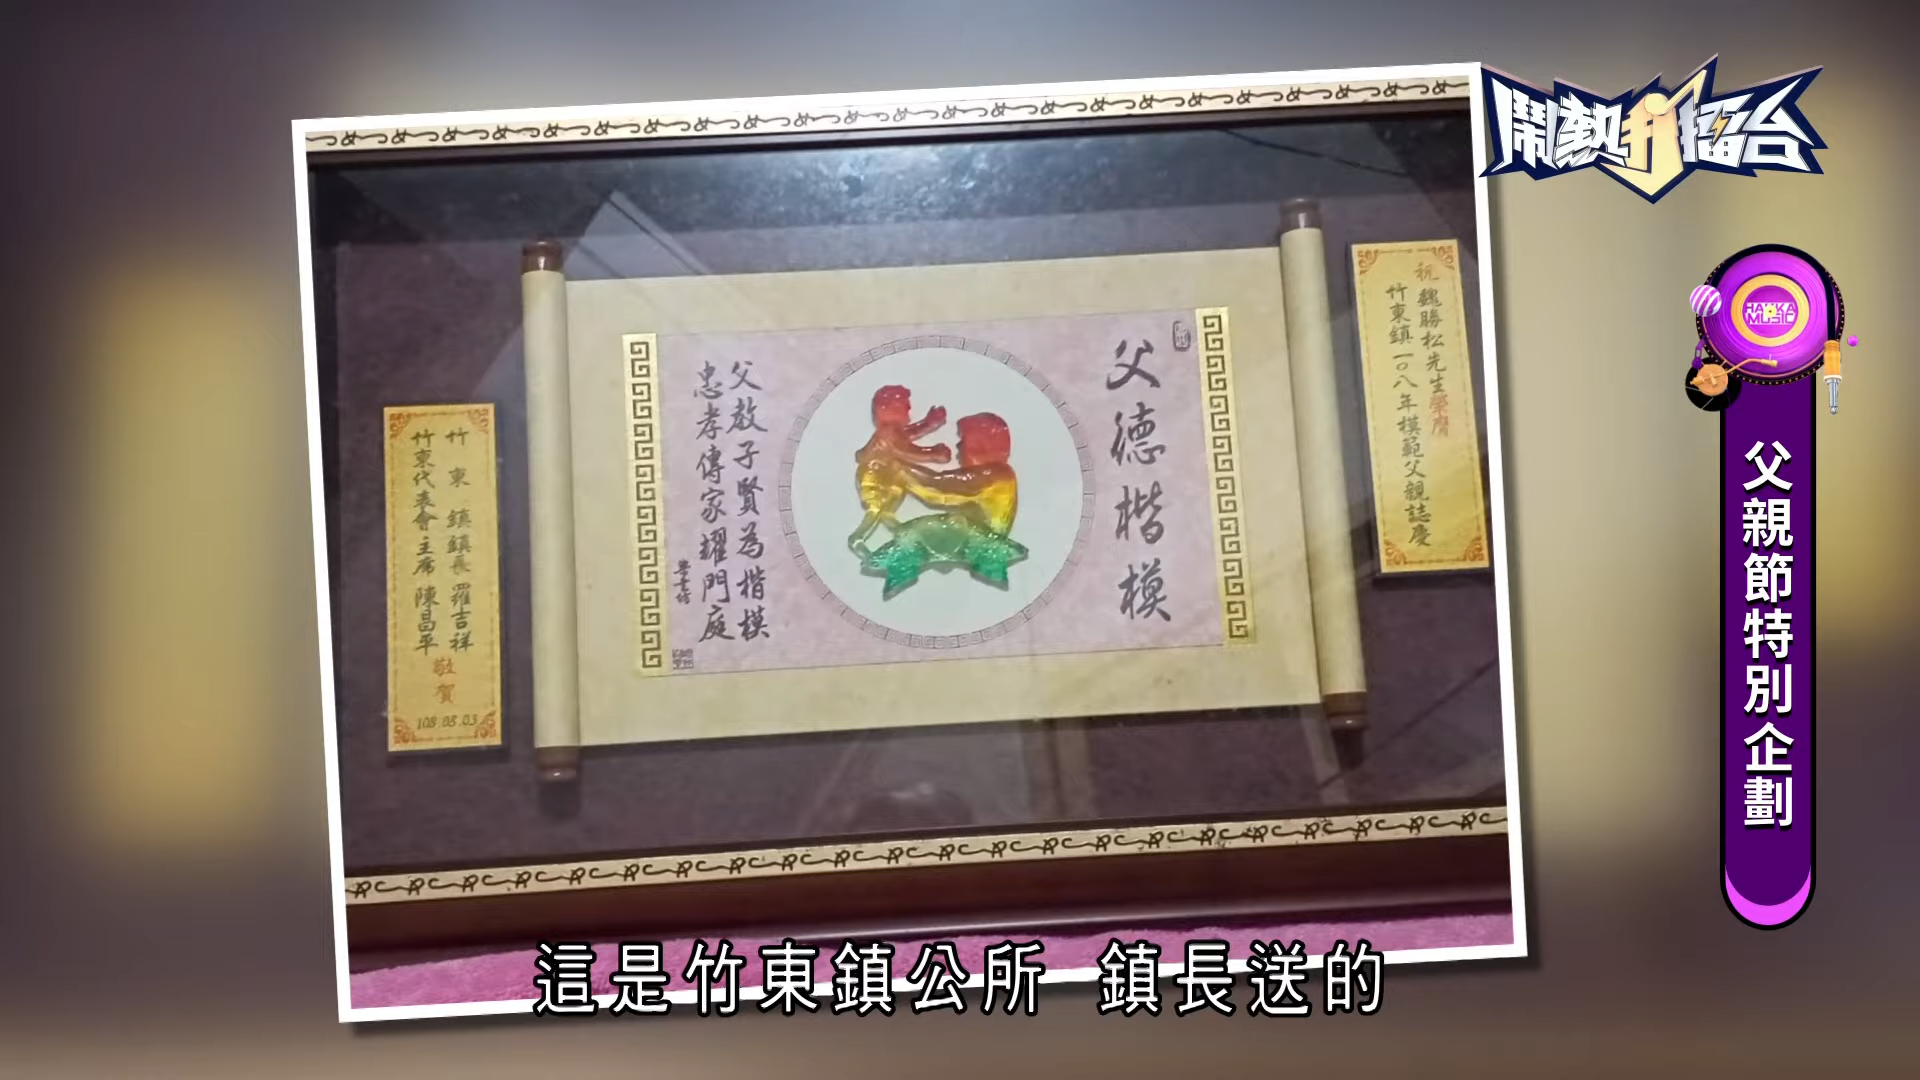 鬧熱打擂台
HAKKA
MUSIC
父親節特別企劃
祝魏勝松先生榮膺
竹東鎮一○八年模範父親誌慶
父德楷模
父教子賢為楷模
忠孝傳家耀門庭
竹東鎮鎮長羅吉祥
竹東代表會主席陳昌平
敬賀
108.08.03
這是竹東鎮公所 鎮長送的